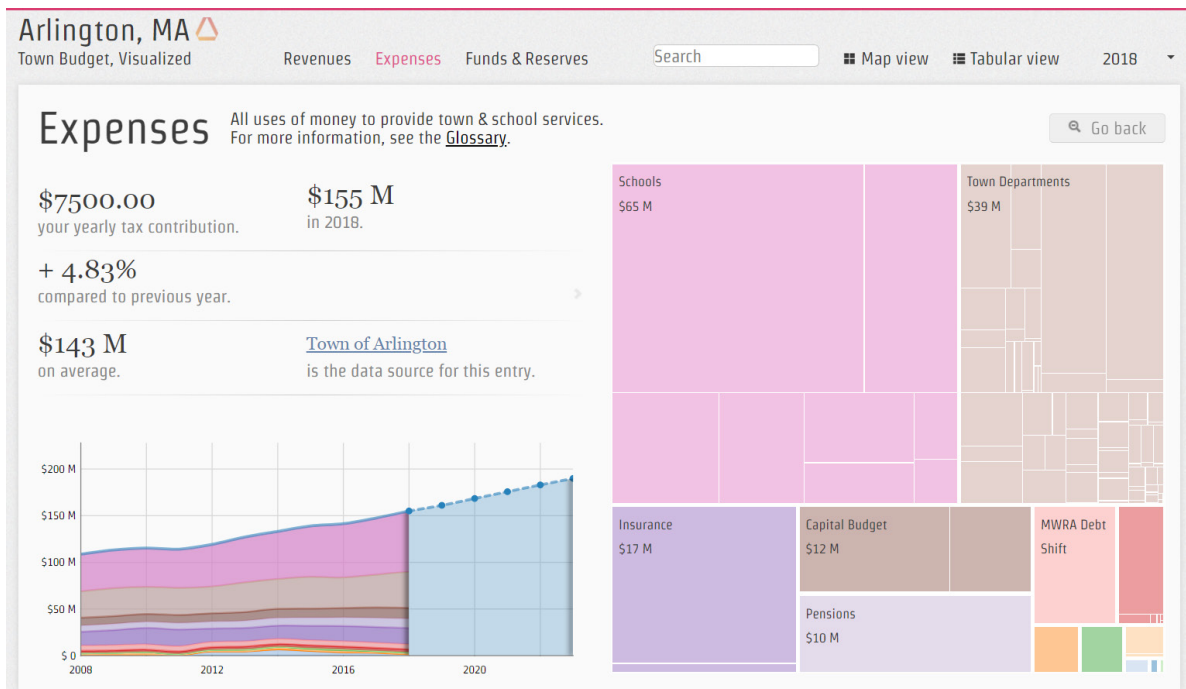 Arlington, MA
Town Budget, Visualized
Revenues
Expenses
Funds & Reserves
Search
Map view
Tabular view
2018
Expenses
All uses of money to provide town & school services.
For more information, see the Glossary.
Go back
$7500.00
your yearly tax contribution.
$155 M
in 2018.
+ 4.83%
compared to previous year.
$143 M
on average.
Town of Arlington
is the data source for this entry.
$200 M
$150 M
$100 M
$50 M
$ 0
2008
2012
2016
2020
Schools
$65 M
Town Departments
$39 M
Insurance
$17 M
Capital Budget
$12 M
Pensions
$10 M
MWRA Debt
Shift